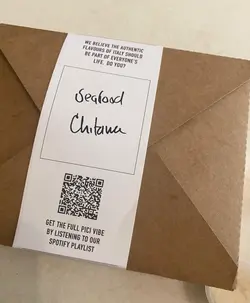 WE BELIEVE THE AUTHENTIC
FLAVOURS OF ITALY SHOULD
BE PART OF EVERYONE'S
LIFE. DO YOU?
Seafood
Chitarra
GET THE FULL PICI VIBE
BY LISTENING TO OUR
SPOTIFY PLAYLIST